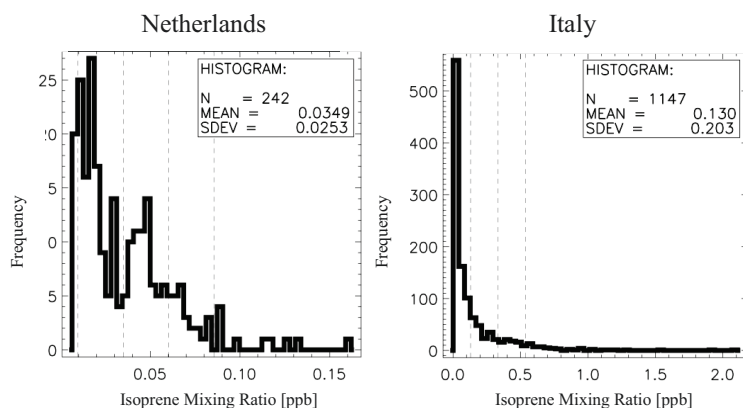 Netherlands
HISTOGRAM:
N = 242
MEAN = 0.0349
SDEV = 0.0253
25
20
5
0
5
0
Frequency
0.05 0.10 0.15
Isoprene Mixing Ratio [ppb]
Italy
HISTOGRAM:
N = 1147
MEAN = 0.130
SDEV = 0.203
500
400
300
200
100
0
Frequency
0.0 0.5 1.0 1.5 2.0
Isoprene Mixing Ratio [ppb]